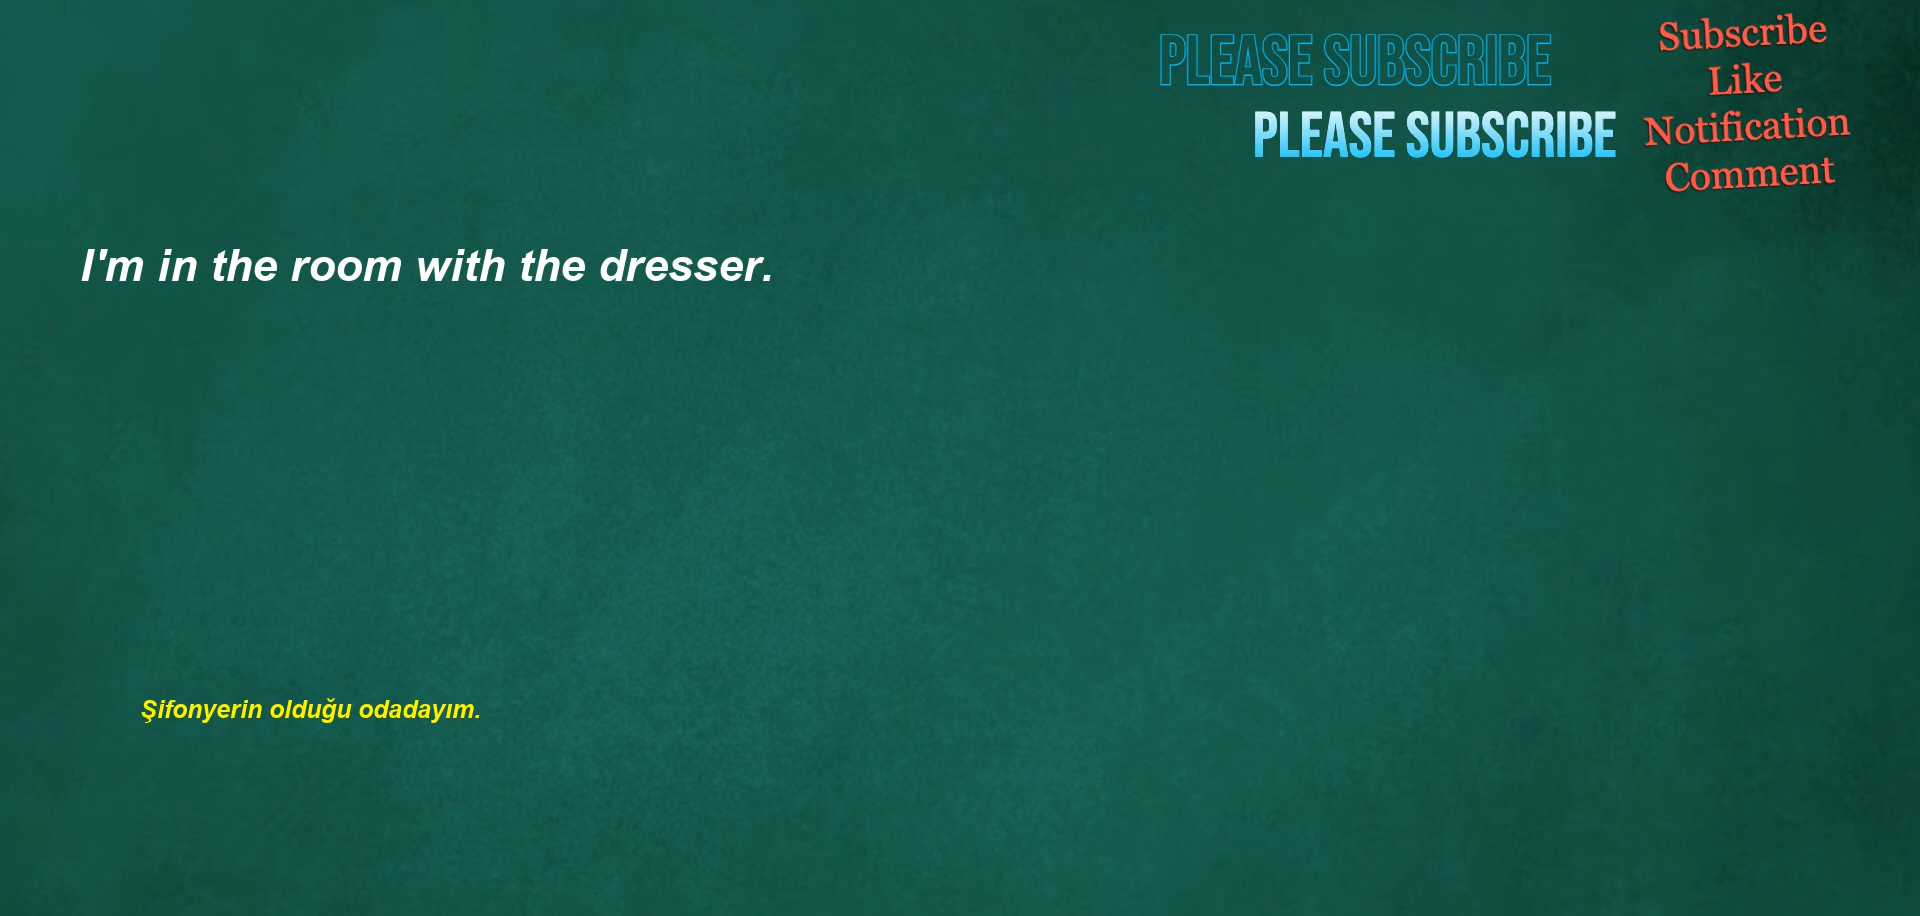 PLEASE SUBSCRIBE
PLEASE SUBSCRIBE
Subscribe
Like
Notification
Comment
I'm in the room with the dresser.
Şifonyerin olduğu odadayım.